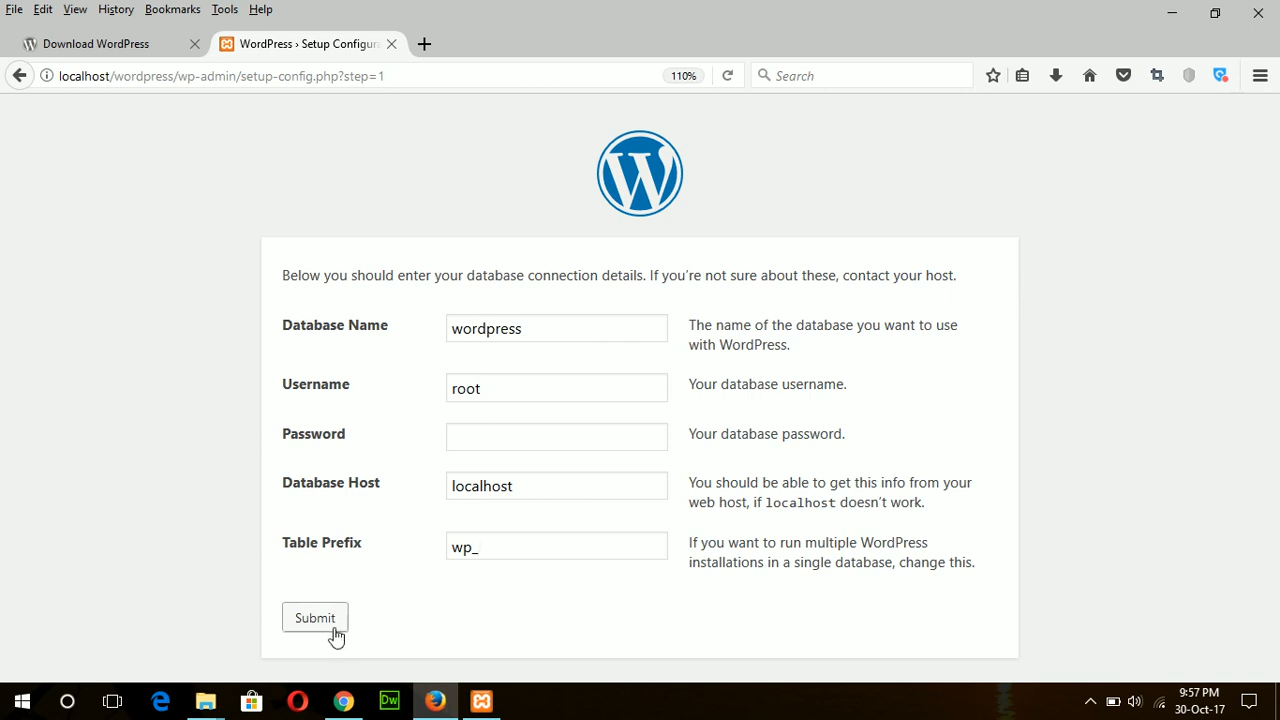 File Edit View History Bookmarks Tools Help
Download WordPress
WordPress › Setup Configura
localhost/wordpress/wp-admin/setup-config.php?step=1
110%
Search
Below you should enter your database connection details. If you’re not sure about these, contact your host.
Database Name
wordpress
The name of the database you want to use
with WordPress.
Username
root
Your database username.
Password
Your database password.
Database Host
localhost
You should be able to get this info from your
web host, if localhost doesn’t work.
Table Prefix
wp_
If you want to run multiple WordPress
installations in a single database, change this.
Submit
Dw
9:57 PM
30-Oct-17